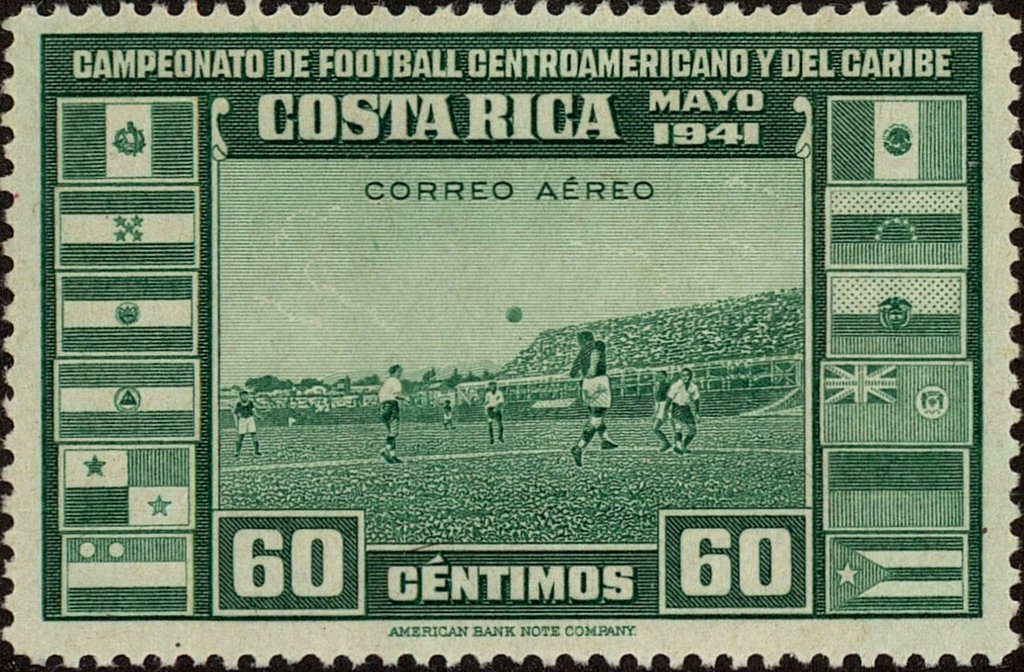 CAMPEONATO DE FOOTBALL CENTROAMERICANO Y DEL CARIBE
COSTA RICA MAYO 1941
CORREO AÉREO
60 CÉNTIMOS 60
AMERICAN BANK NOTE COMPANY.